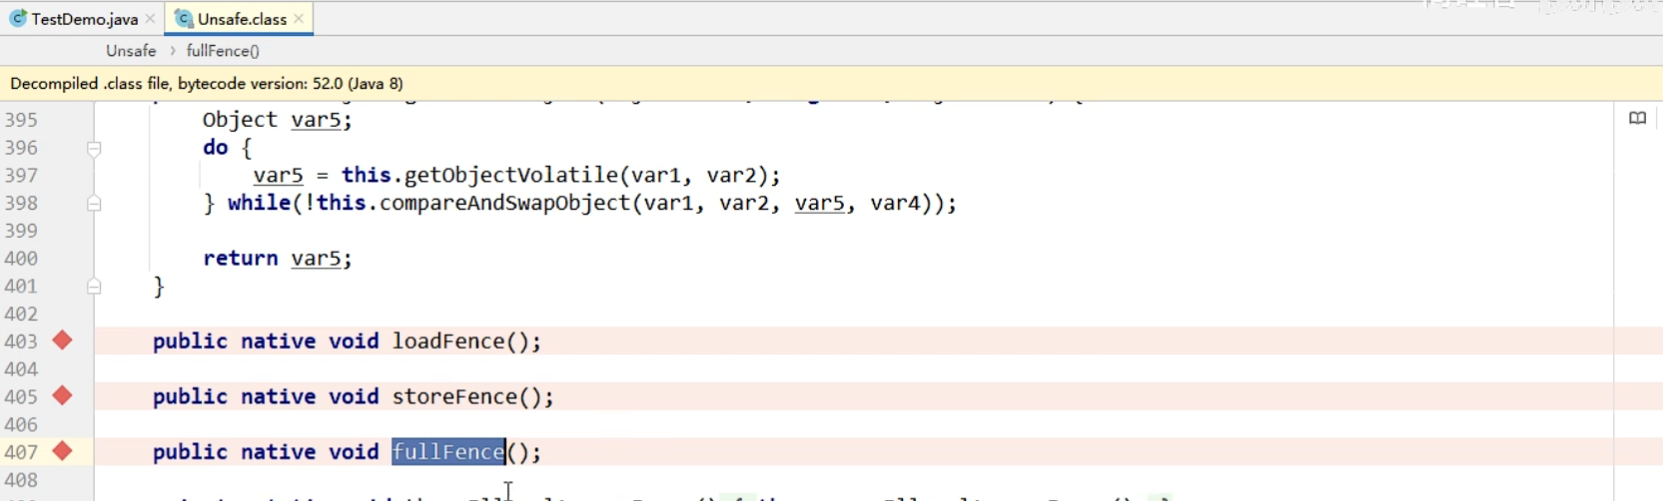 TestDemo.java × Unsafe.class ×
Unsafe › fullFence()
Decompiled .class file, bytecode version: 52.0 (Java 8)
395 Object var5;
396 do {
397 var5 = this.getObjectVolatile(var1, var2);
398 } while(!this.compareAndSwapObject(var1, var2, var5, var4));
399
400 return var5;
401 }
402
403 public native void loadFence();
404
405 public native void storeFence();
406
407 public native void fullFence();
408